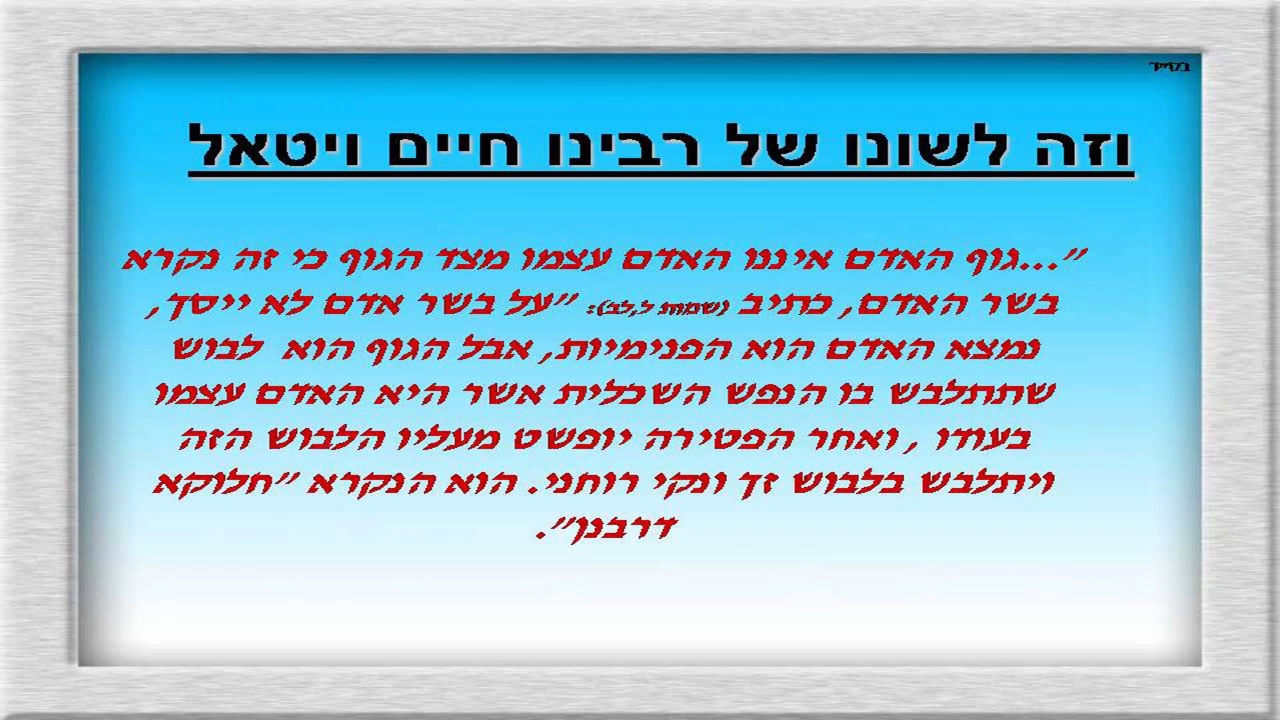 וזה לשונו של רבינו חיים ויטאל
"...גוף האדם איננו האדם עצמו מצד הגוף כי זה נקרא
בשר האדם, כתיב (שמות ל,לב): "על בשר אדם לא ייסך,
נמצא האדם הוא הפנימיות, אבל הגוף הוא לבוש
שתתלבש בו הנפש השכלית אשר היא האדם עצמו
בעודו , ואחר הפטירה יופשט מעליו הלבוש הזה
ויתלבש בלבוש זך ונקי רוחני. הוא הנקרא "חלוקא
דרבנן".